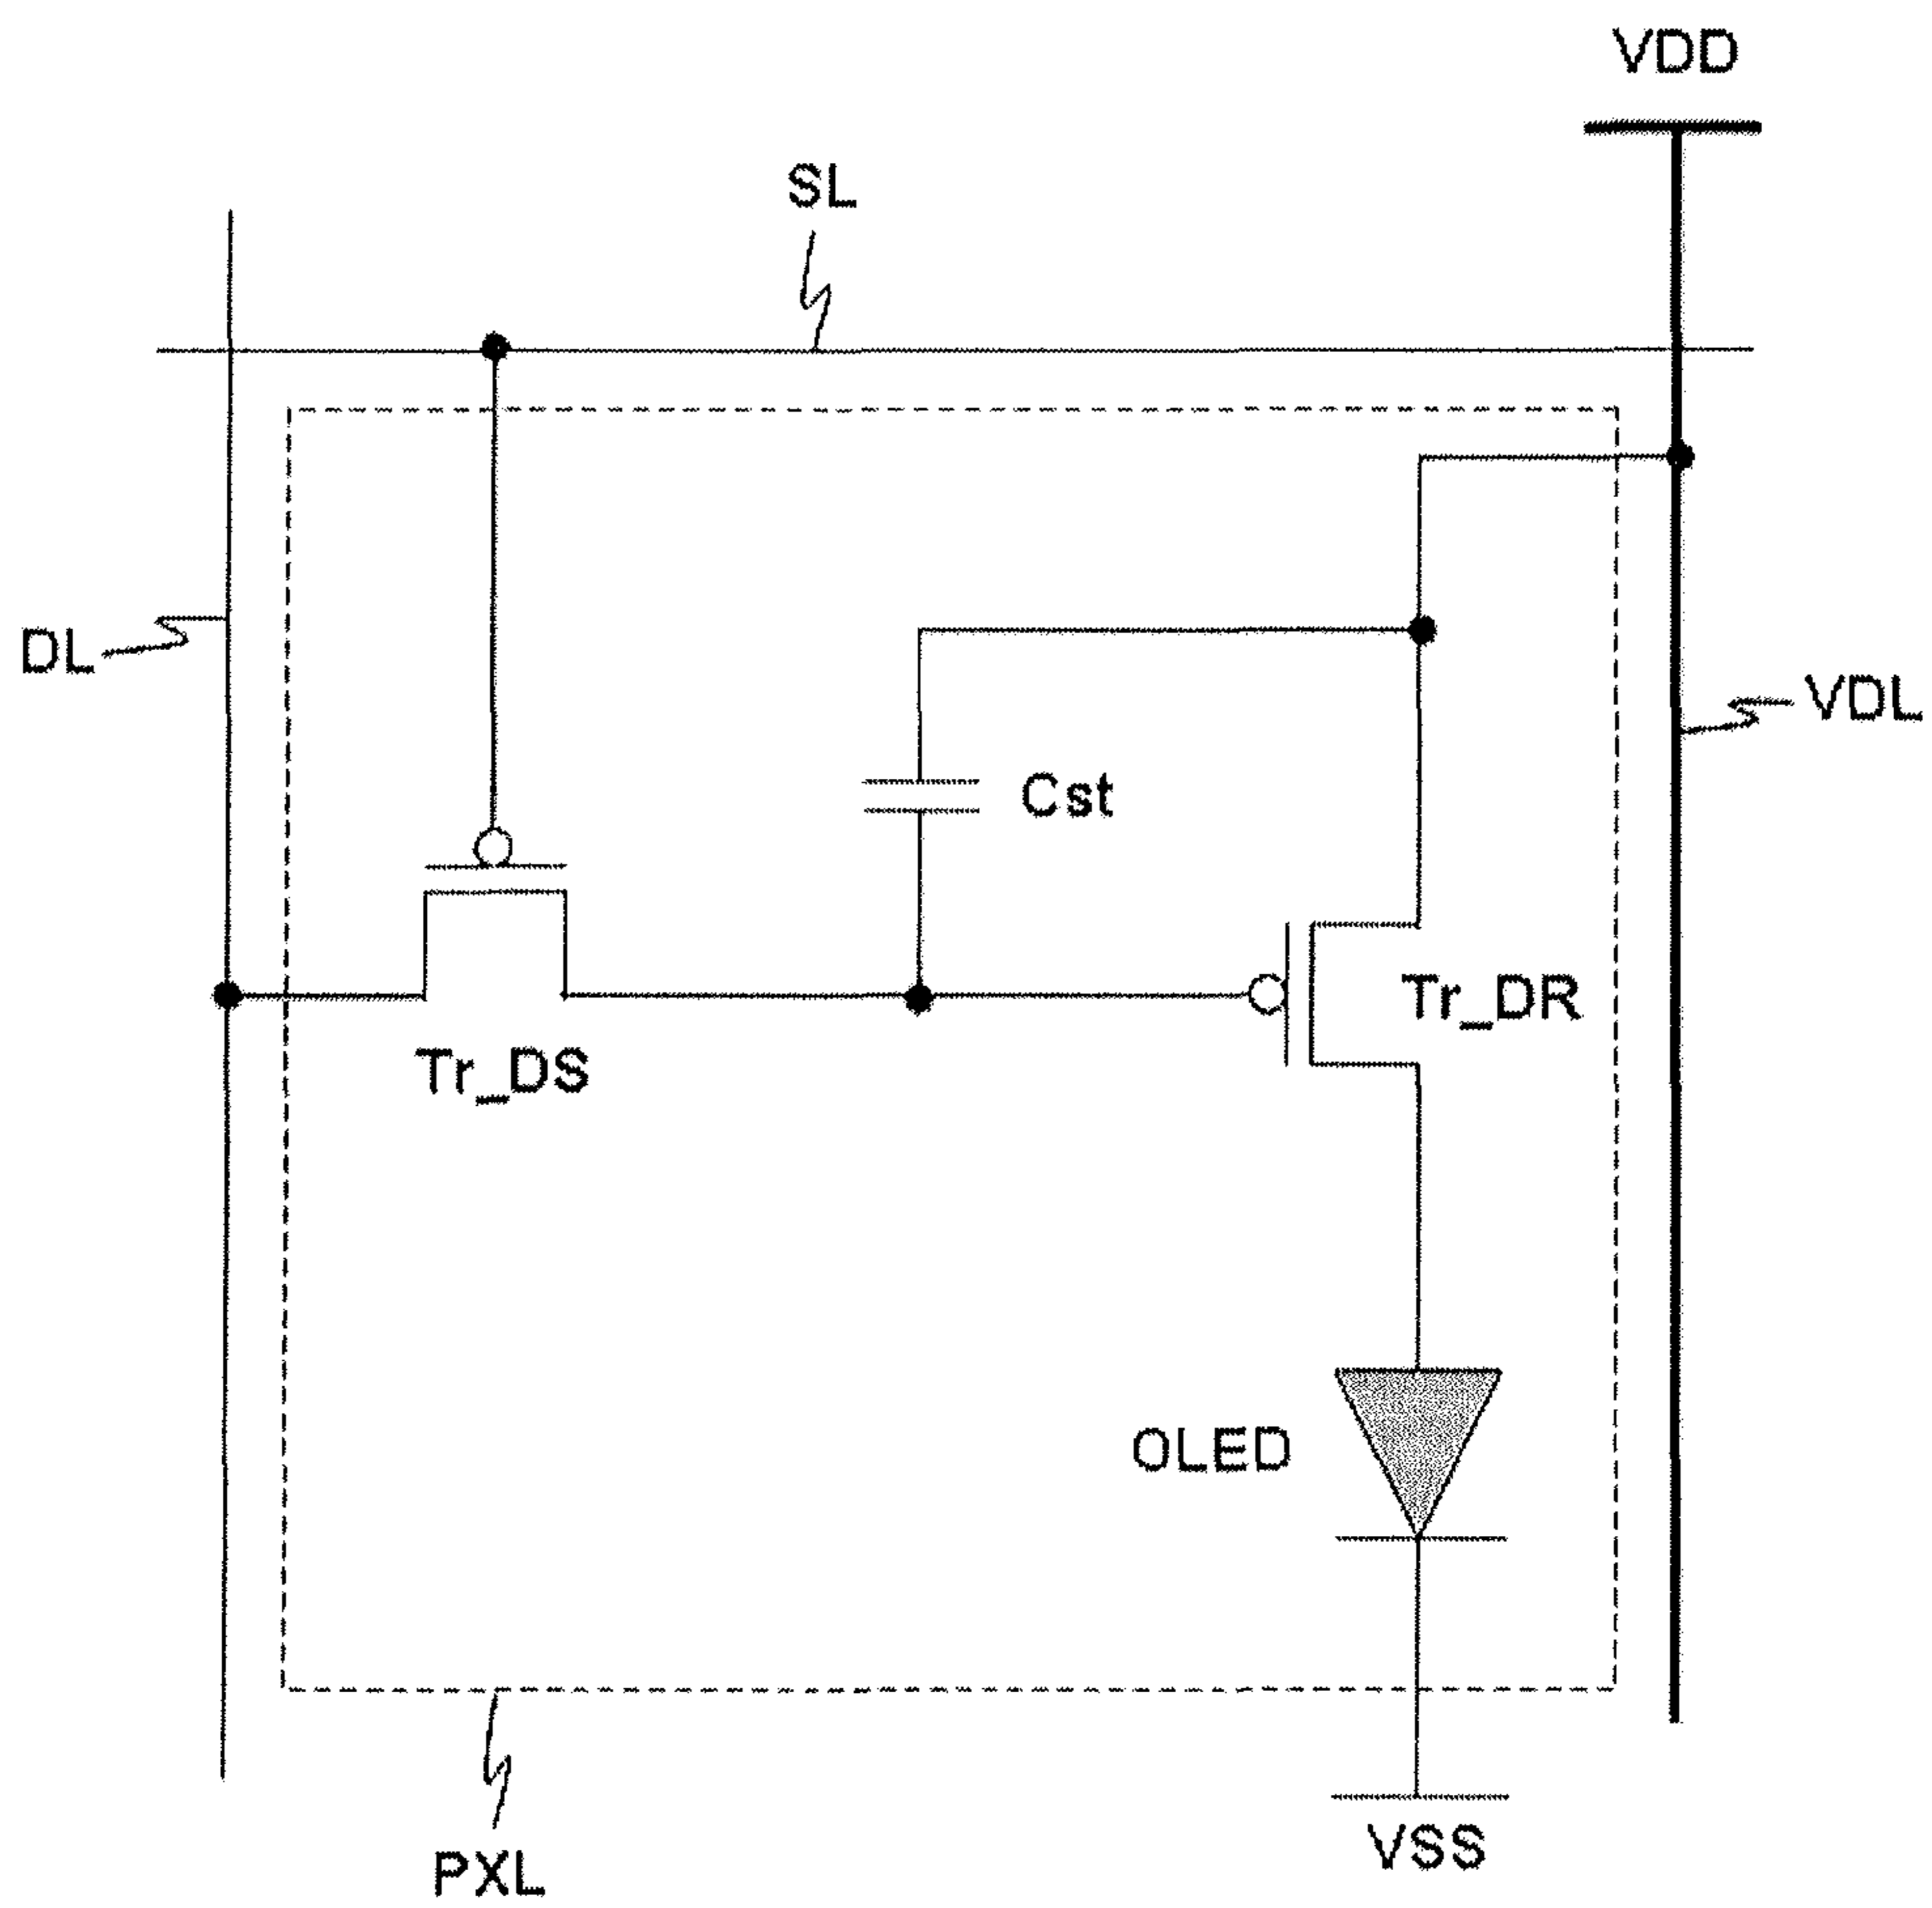 VDD
SL
DL
VDL
Cst
Tr_DR
Tr_DS
OLED
VSS
PXL